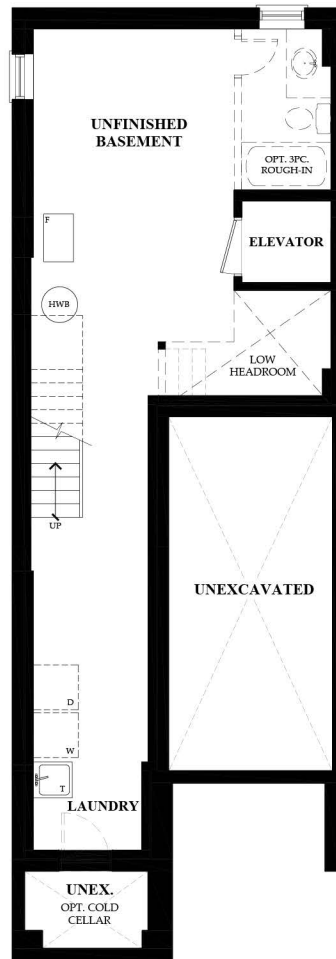 UNFINISHED
BASEMENT
OPT. 3PC.
ROUGH-IN
F
ELEVATOR
HWB
LOW
HEADROOM
UP
UNEXCAVATED
D
W
T
LAUNDRY
UNEX.
OPT. COLD
CELLAR